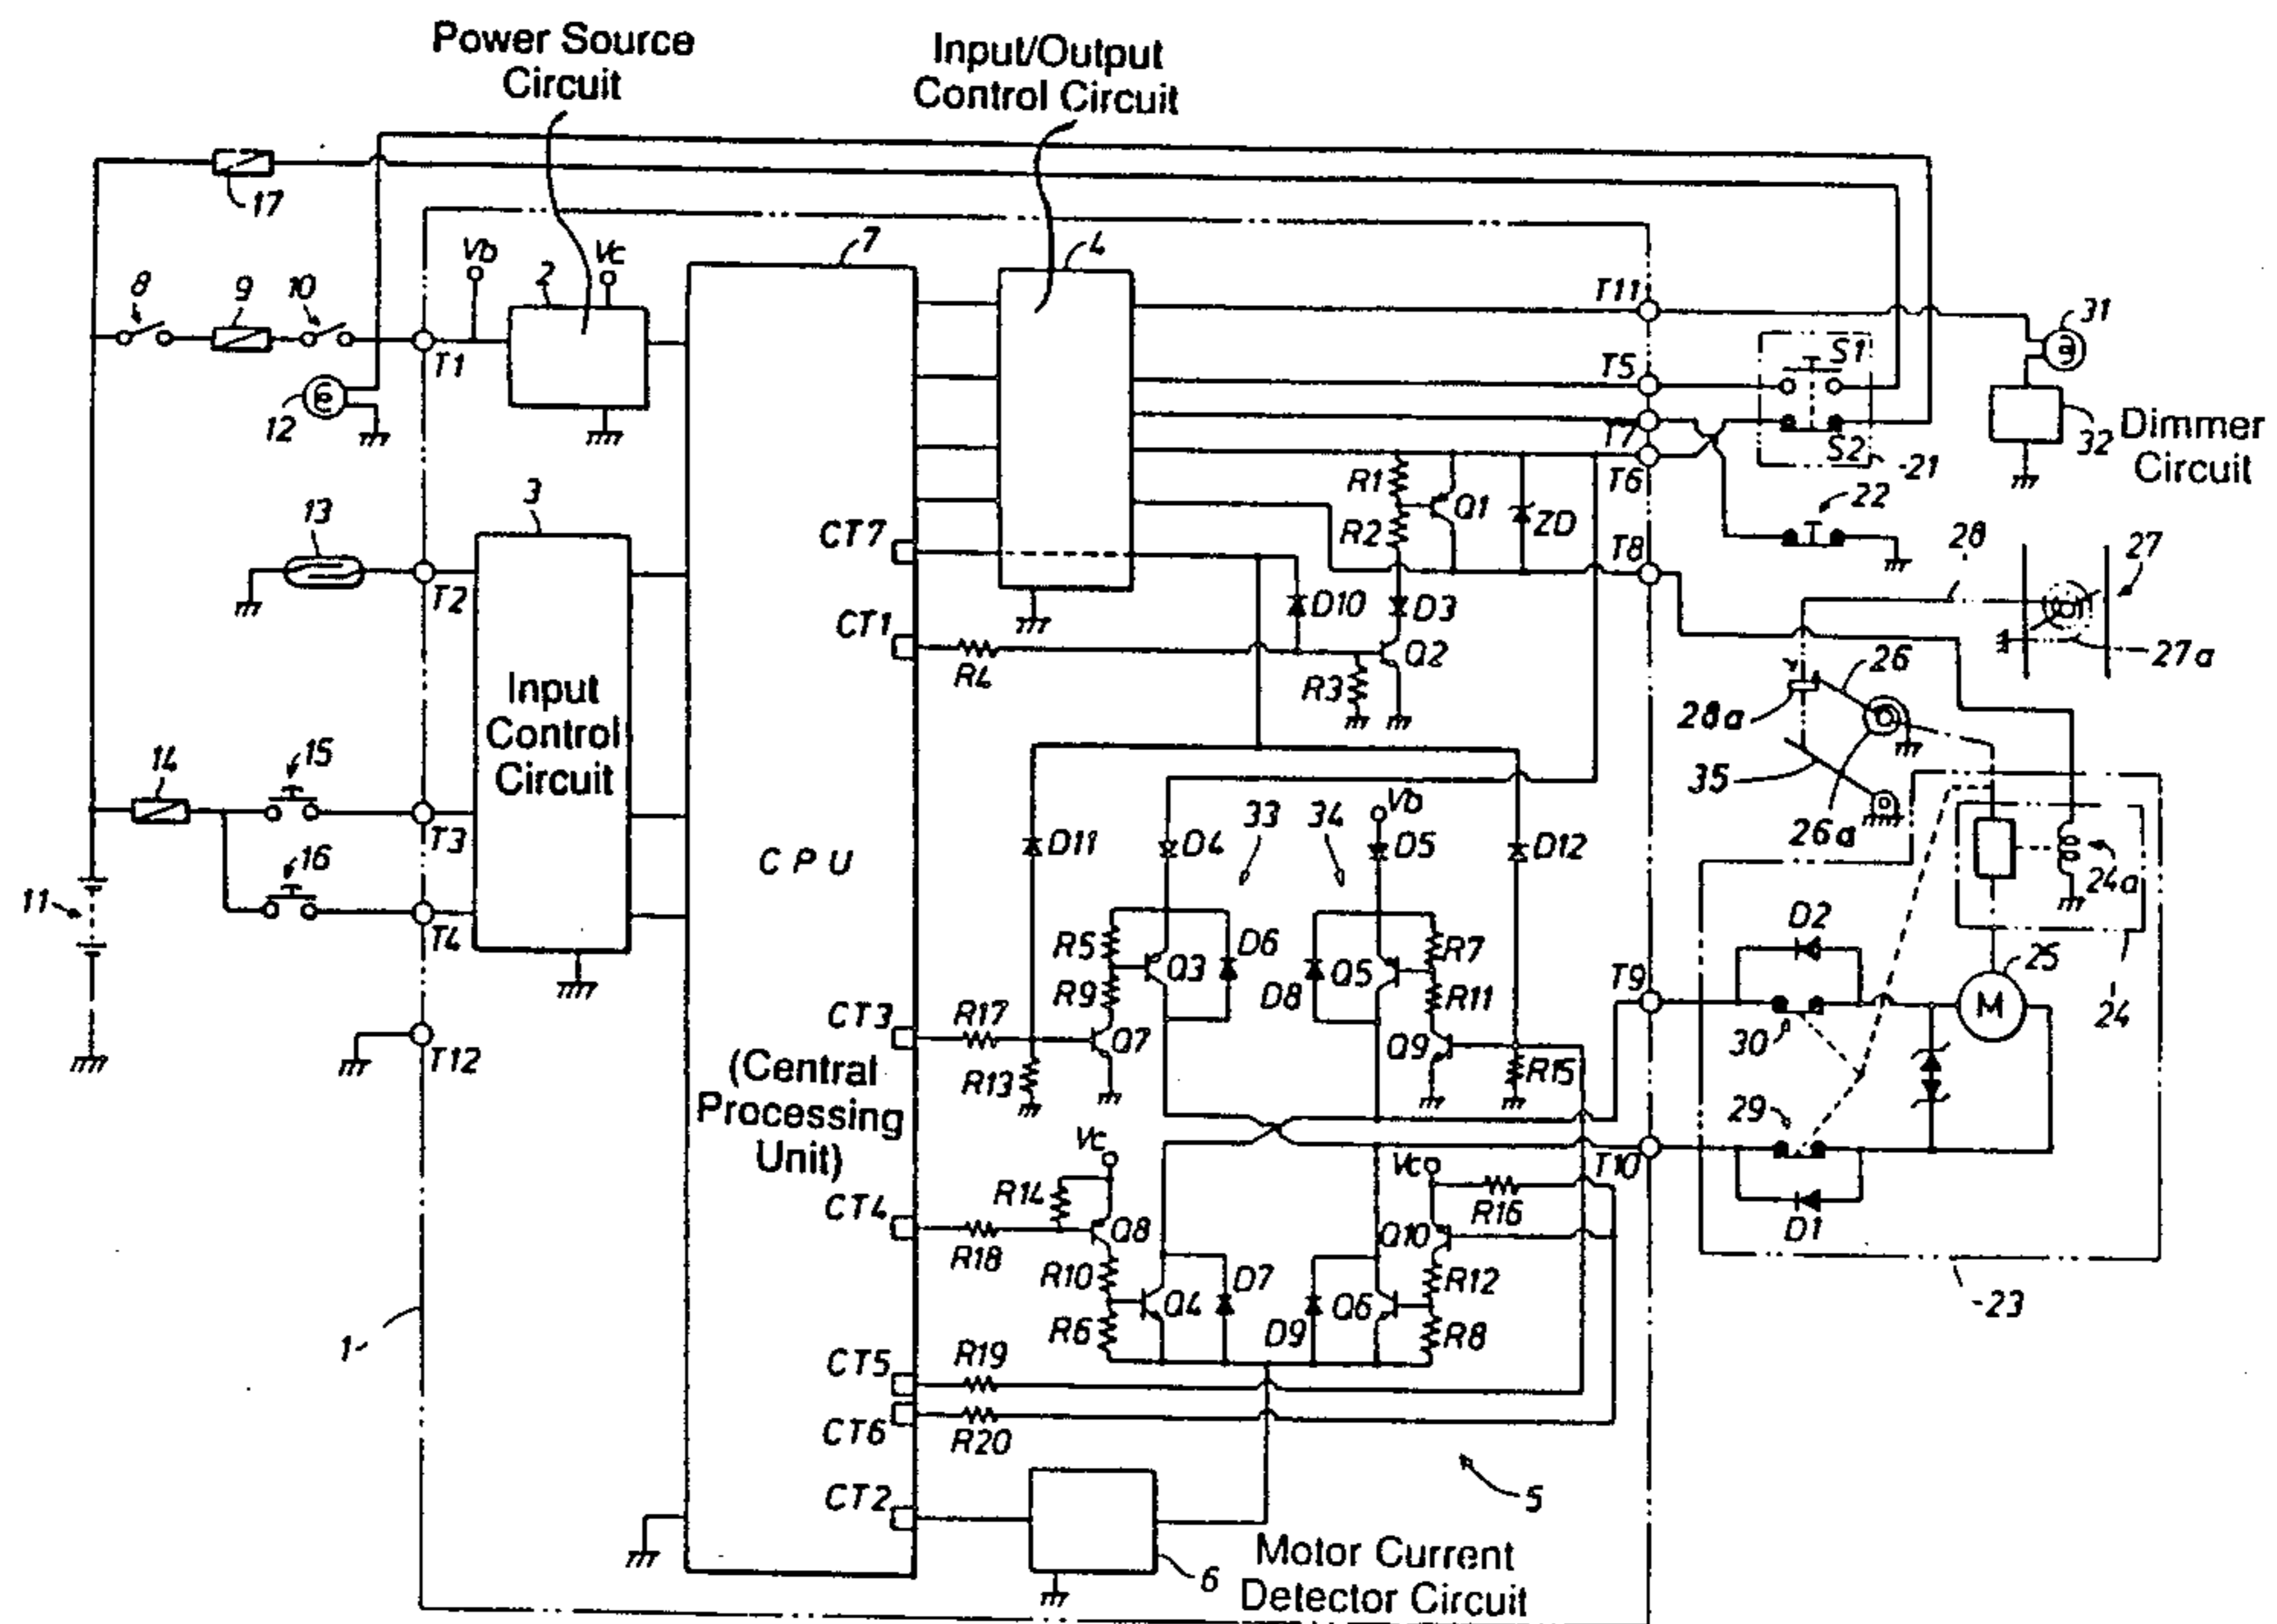 Power Source
Circuit
Input/Output
Control Circuit
17
Vb
Vc
7
4
8
9
10
2
T11
31
T1
T5
S1
12
T7
S2
32
Dimmer
Circuit
21
T6
R1
Q1
ZD
22
13
3
CT7
R2
T8
28
27
T2
D10
D3
CT1
Q2
27a
R4
R3
26
28a
Input
Control
Circuit
14
15
35
T3
33
34
Vb
26a
D11
D4
D5
D12
CPU
16
24a
11
T4
D2
R5
D6
R7
Q3
Q5
25
T9
R9
D8
R11
M
24
CT3
R17
Q7
Q9
30
T12
R13
R15
(Central
Processing
Unit)
29
Vc
T10
Vc
R14
R16
CT4
Q8
Q10
D1
R18
R10
D7
R12
Q4
Q6
23
R6
D9
R8
1
CT5
R19
CT6
R20
CT2
5
6
Motor Current
Detector Circuit